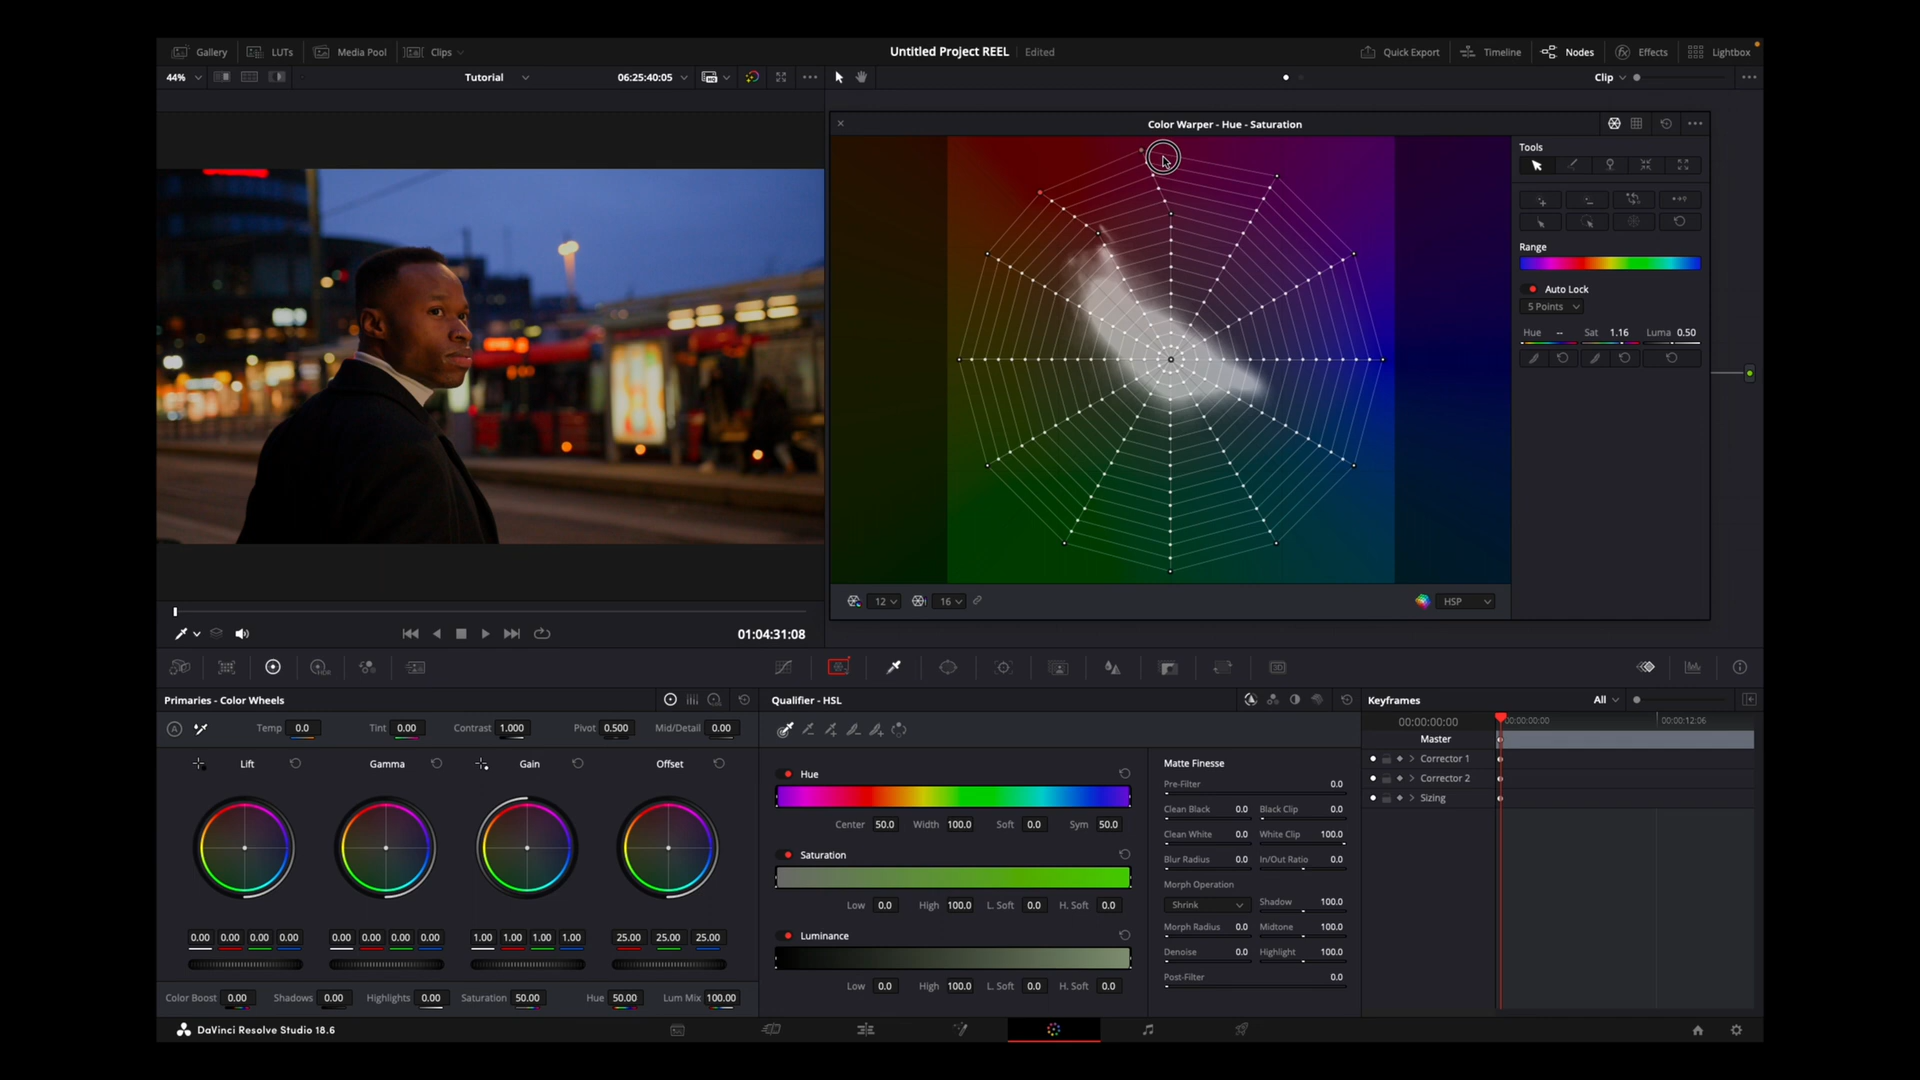 Gallery LUTs Media Pool Clips Untitled Project REEL Edited Quick Export Timeline Nodes Effects Lightbox
44% Tutorial 06:25:40:05 Clip
Color Warper - Hue - Saturation
Tools
Range
Auto Lock
5 Points
Hue -- Sat 1.16 Luma 0.50
12 16 HSP
01:04:31:08
Primaries - Color Wheels
Temp 0.0 Tint 0.00 Contrast 1.000 Pivot 0.500 Mid/Detail 0.00
Lift Gamma Gain Offset
0.00 0.00 0.00 0.00 0.00 0.00 0.00 0.00 1.00 1.00 1.00 1.00 25.00 25.00 25.00
Color Boost 0.00 Shadows 0.00 Highlights 0.00 Saturation 50.00 Hue 50.00 Lum Mix 100.00
Qualifier - HSL
Hue
Center 50.0 Width 100.0 Soft 0.0 Sym 50.0
Saturation
Low 0.0 High 100.0 L. Soft 0.0 H. Soft 0.0
Luminance
Low 0.0 High 100.0 L. Soft 0.0 H. Soft 0.0
Matte Finesse
Pre-Filter 0.0
Clean Black 0.0 Black Clip 0.0
Clean White 0.0 White Clip 100.0
Blur Radius 0.0 In/Out Ratio 0.0
Morph Operation
Shrink Shadow 100.0
Morph Radius 0.0 Midtone 100.0
Denoise 0.0 Highlight 100.0
Post-Filter 0.0
Keyframes All
00:00:00:00 00:00:00:00 00:00:12:06
Master
Corrector 1
Corrector 2
Sizing
DaVinci Resolve Studio 18.6